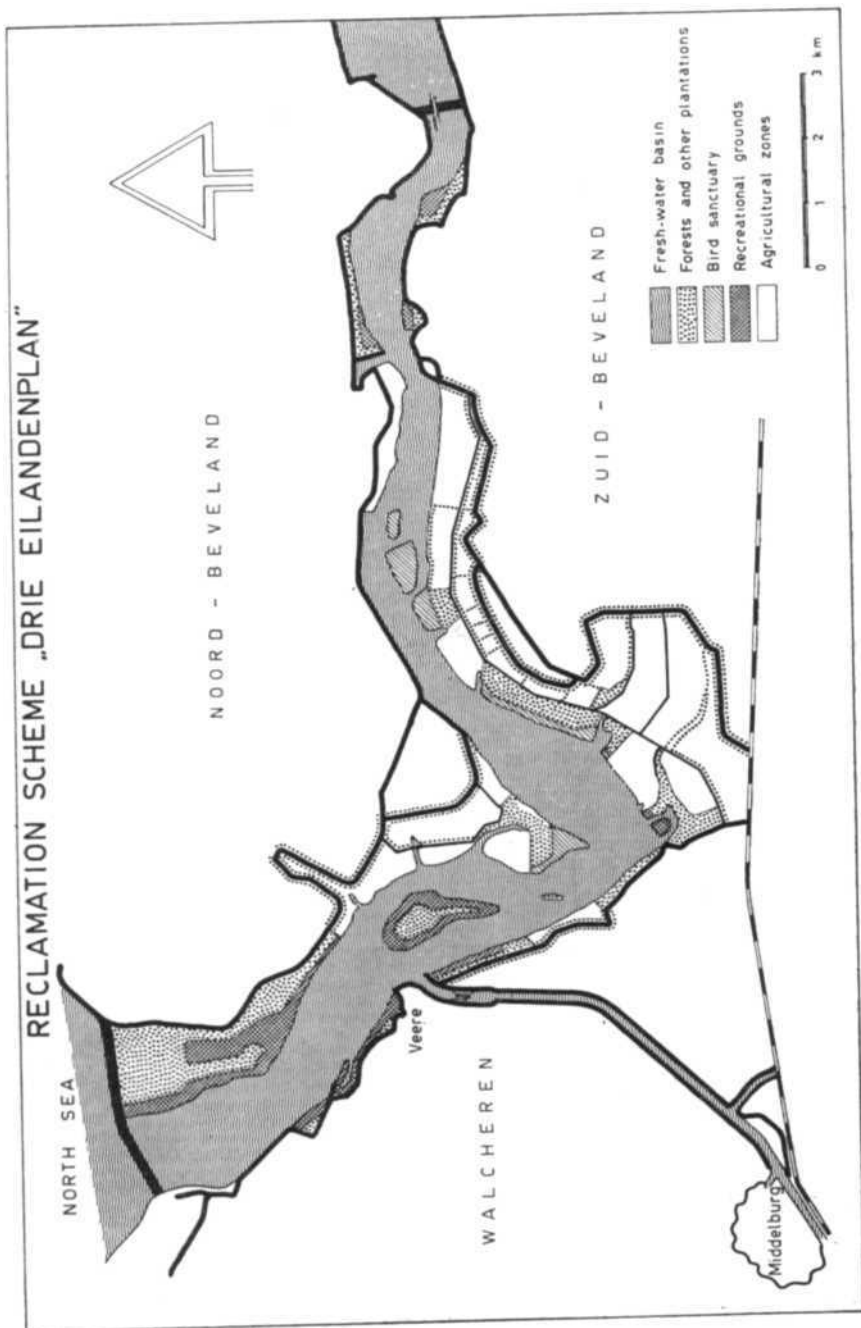 RECLAMATION SCHEME „DRIE EILANDENPLAN"
NORTH SEA
NOORD - BEVELAND
Veere
WALCHEREN
ZUID - BEVELAND
Middelburg
Fresh-water basin
Forests and other plantations
Bird sanctuary
Recreational grounds
Agricultural zones
0 1 2 3 km